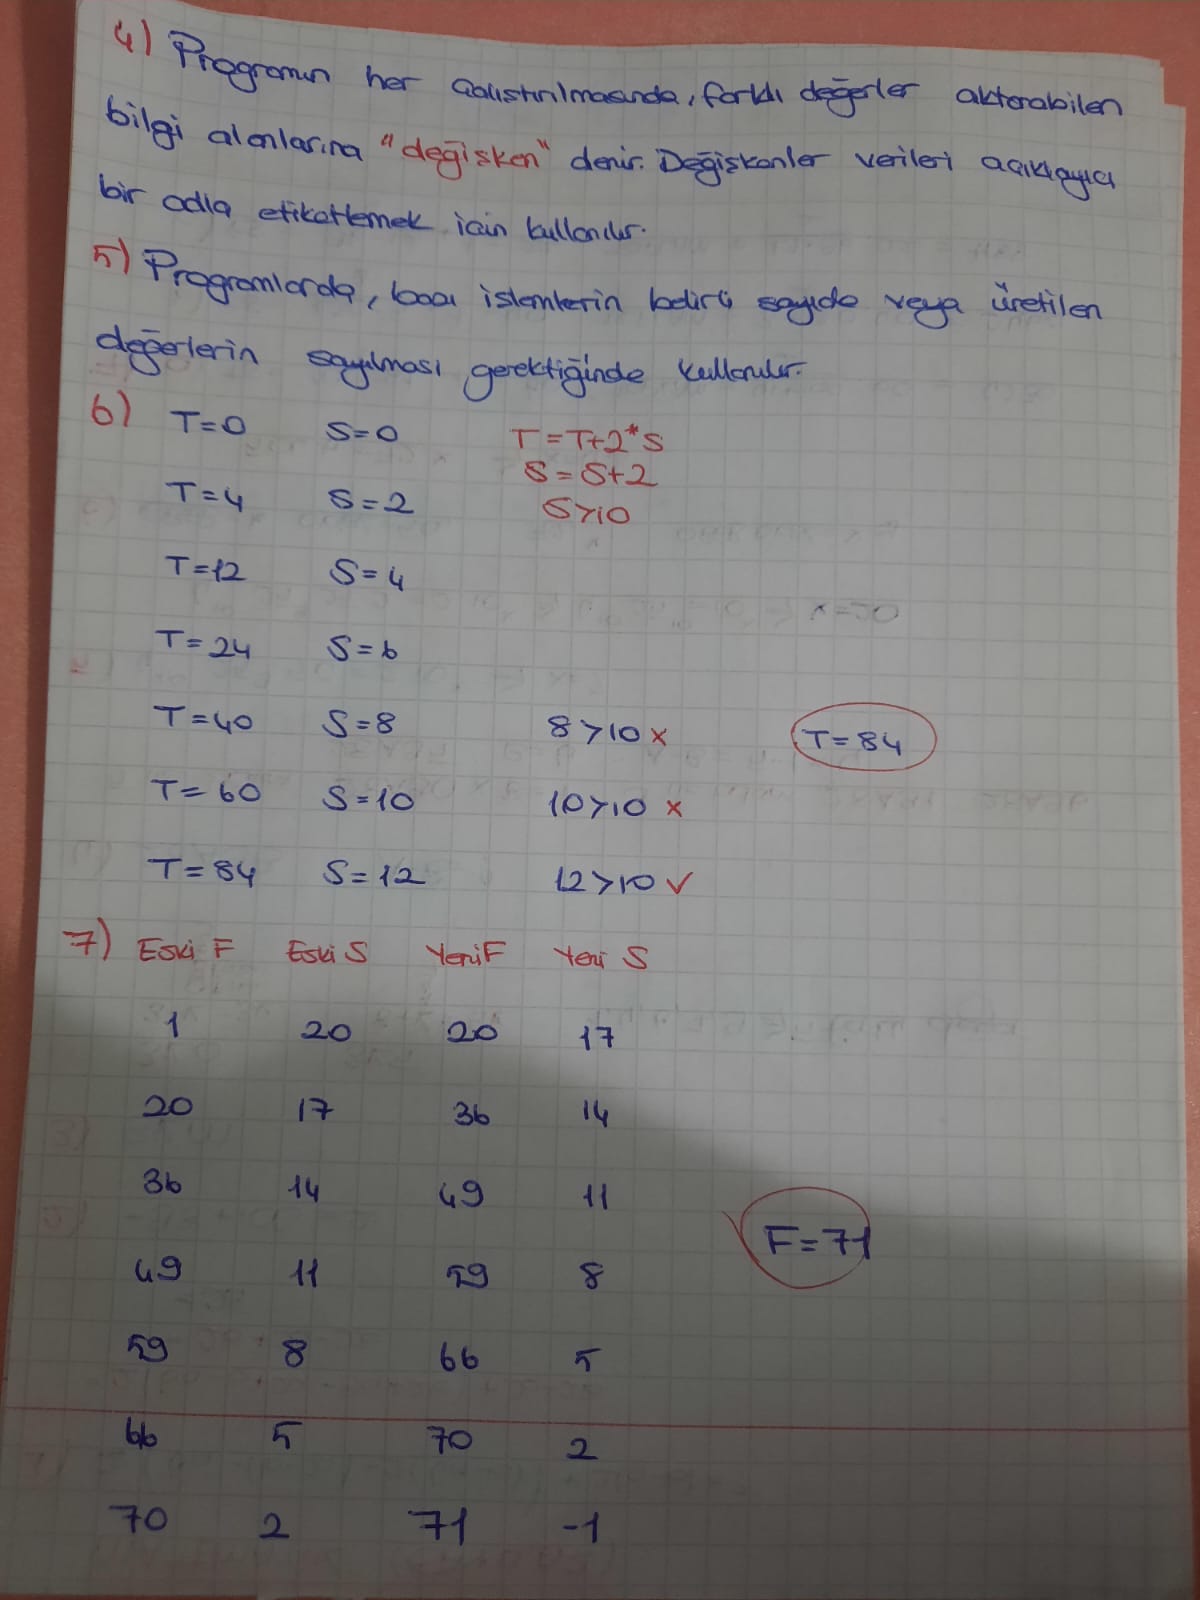 4) Programın her çalıştırılmasında, farklı değerler aktarabilen
bilgi alanlarına "değişken" denir. Değişkenler verileri açıklayıcı
bir adla etiketlemek için kullanılır.
5) Programlarda, bazı işlemlerin belirli sayıda veya üretilen
değerlerin sayılması gerektiğinde kullanılır.
6) T=0 S=0 T=T+2*S
S=S+2
T=4 S=2 S>10
T=12 S=4
T=24 S=6
T=40 S=8 8>10 x T=84
T=60 S=10 10>10 x
T=84 S=12 12>10 ✓
7) Eski F Eski S Yeni F Yeni S
1 20 20 17
20 17 36 14
36 14 49 11
F=71
49 11 59 8
59 8 66 5
66 5 70 2
70 2 71 -1